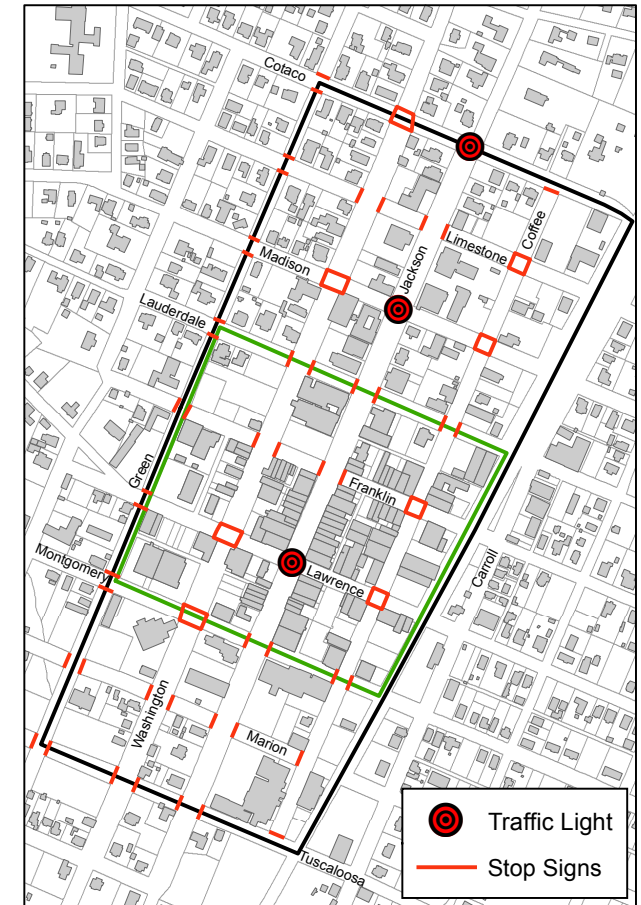 Cotaco
Coffee
Limestone
Jackson
Madison
Lauderdale
Green
Franklin
Lawrence
Carroll
Montgomery
Washington
Marion
Tuscaloosa
Traffic Light
Stop Signs